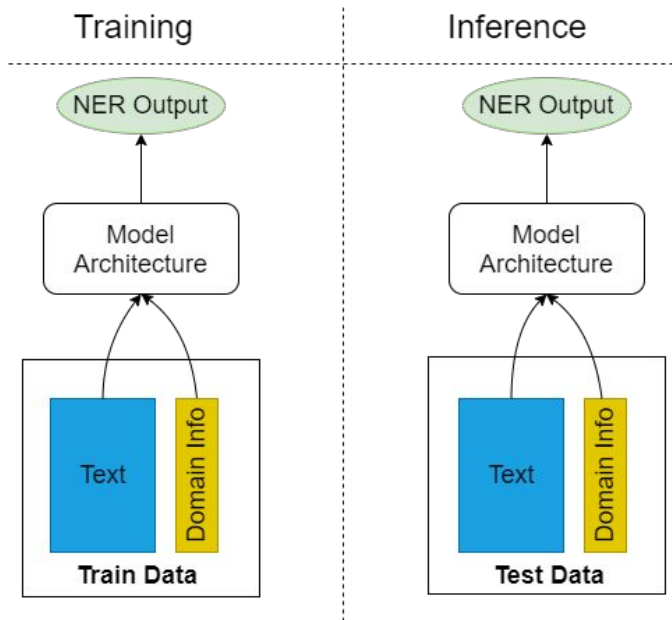 Training
Inference
NER Output
NER Output
Model
Architecture
Model
Architecture
Text
Domain Info
Train Data
Text
Domain Info
Test Data